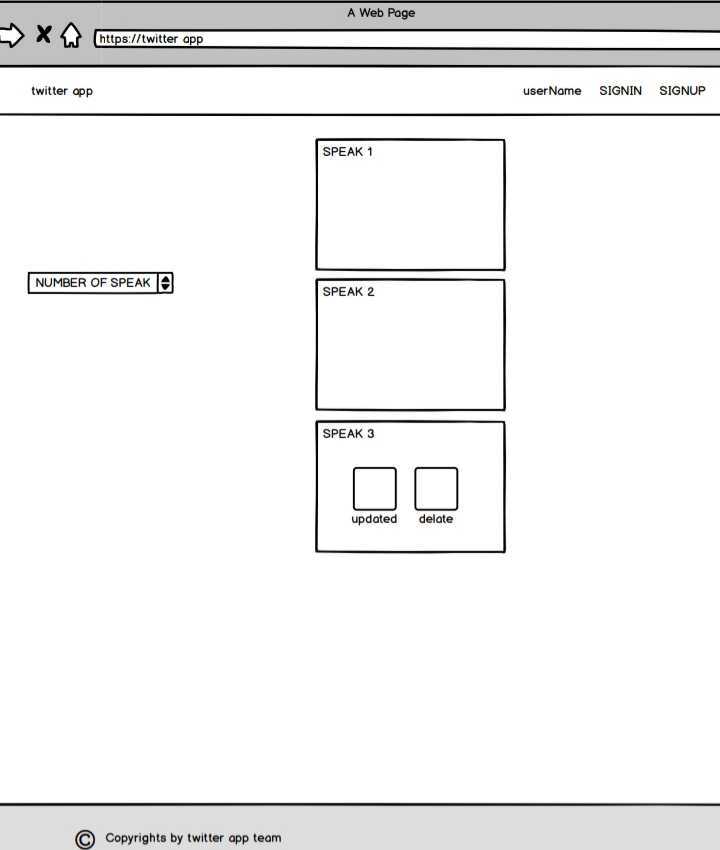 A Web Page
https://twitter app
twitter app
userName SIGNIN SIGNUP
SPEAK 1
NUMBER OF SPEAK
SPEAK 2
SPEAK 3
updated delate
© Copyrights by twitter app team